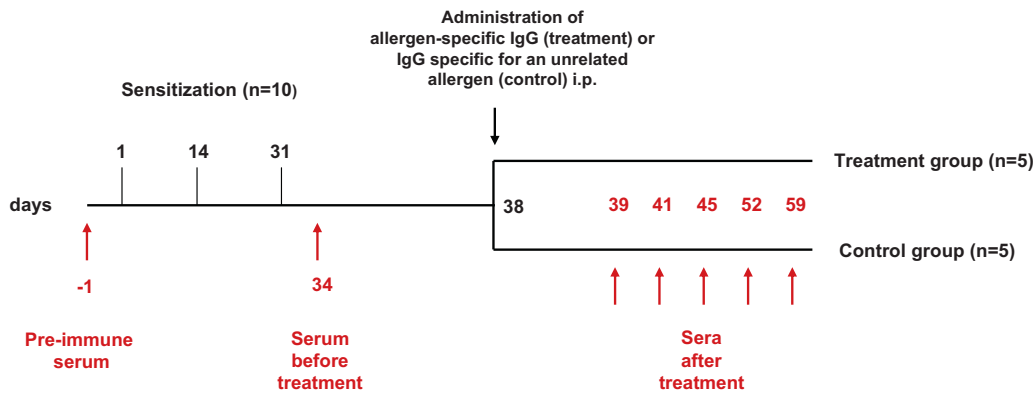 Administration of
allergen-specific IgG (treatment) or
IgG specific for an unrelated
allergen (control) i.p.
Sensitization (n=10)
1 14 31
Treatment group (n=5)
days
38 39 41 45 52 59
Control group (n=5)
-1 34
Pre-immune
serum
Serum
before
treatment
Sera
after
treatment